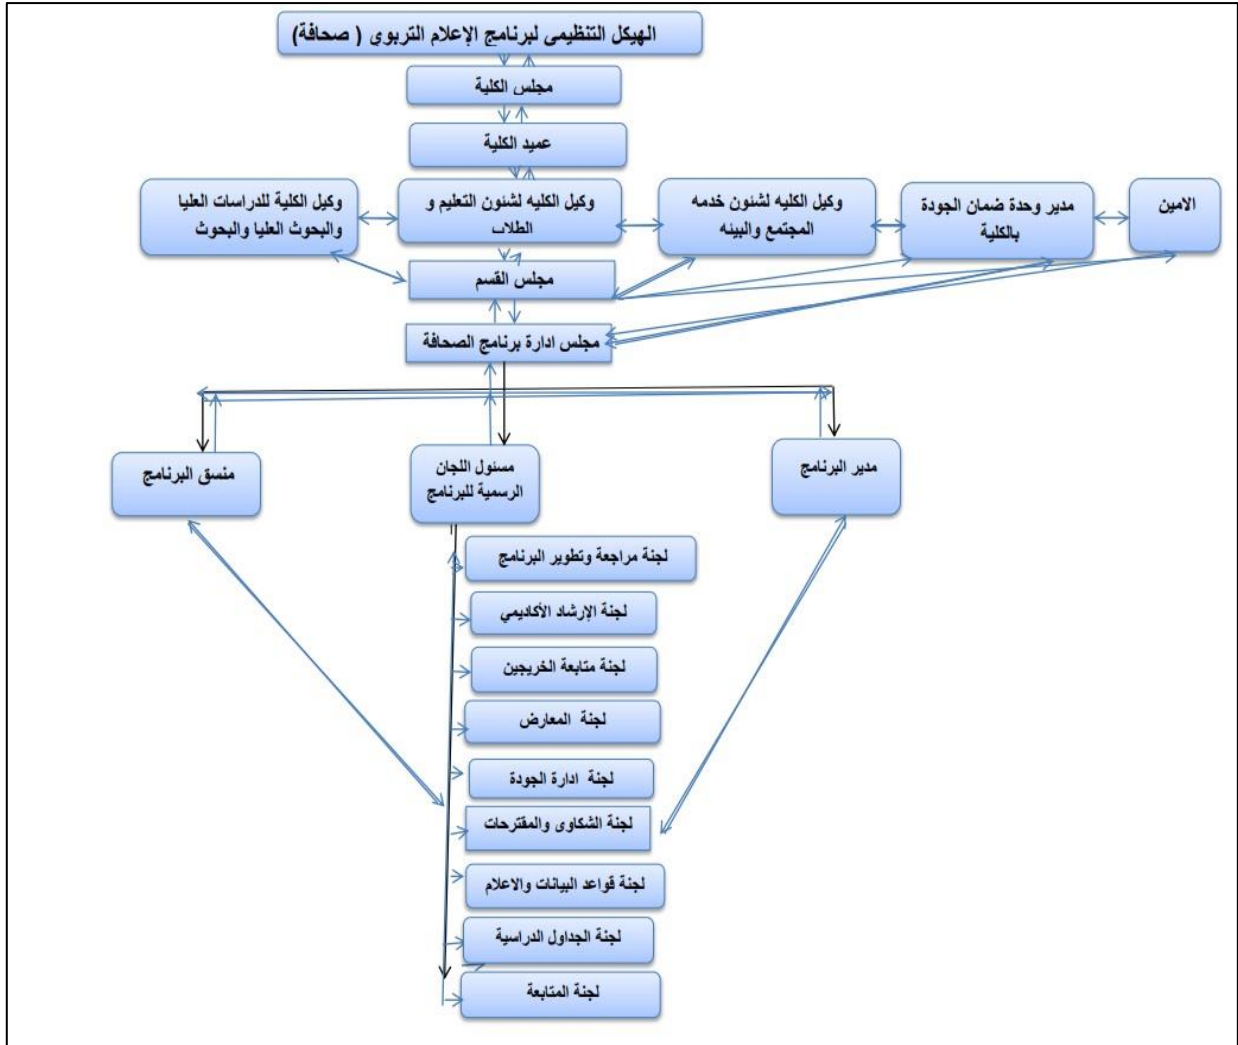 الهيكل التنظيمى لبرنامج الإعلام التربوى ( صحافة)
مجلس الكلية
عميد الكلية
الامين
مدير وحدة ضمان الجودة
بالكلية
وكيل الكليه لشئون خدمه
المجتمع والبيئه
وكيل الكليه لشئون التعليم و
الطلاب
وكيل الكلية للدراسات العليا
والبحوث العليا والبحوث
مجلس القسم
مجلس ادارة برنامج الصحافة
مدير البرنامج
مسئول اللجان
الرسمية للبرنامج
منسق البرنامج
لجنة مراجعة وتطوير البرنامج
لجنة الإرشاد الأكاديمي
لجنة متابعة الخريجين
لجنة المعارض
لجنة ادارة الجودة
لجنة الشكاوى والمقترحات
لجنة قواعد البيانات والاعلام
لجنة الجداول الدراسية
لجنة المتابعة